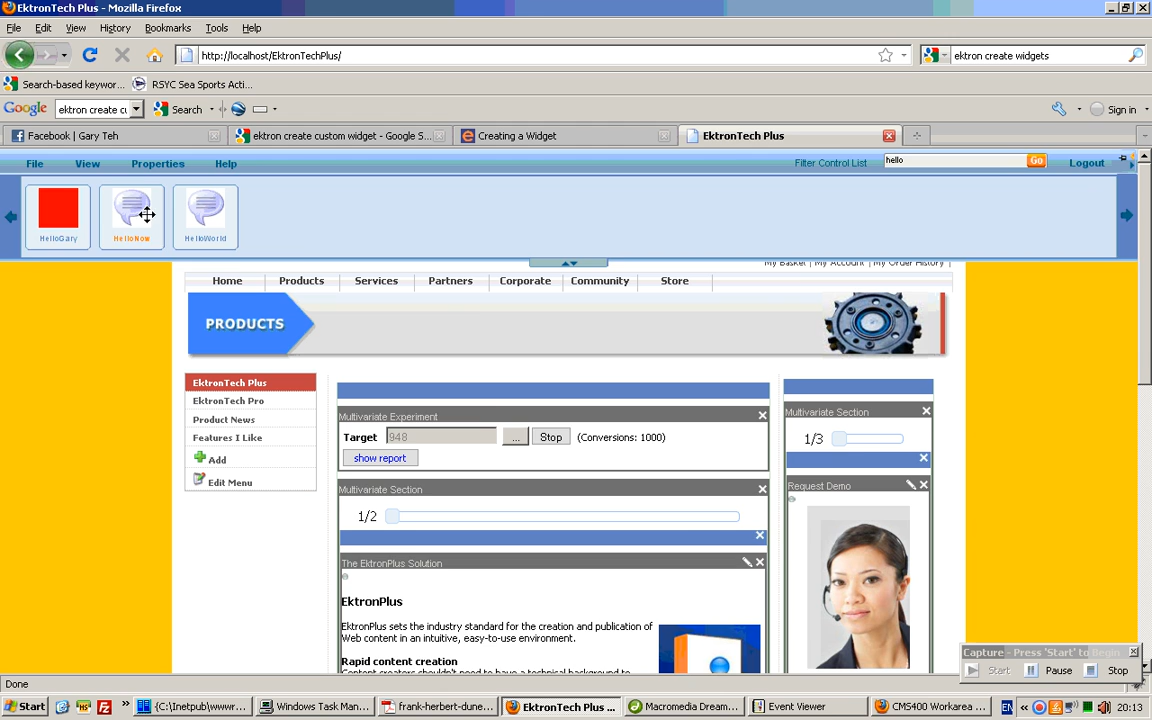 EktronTech Plus - Mozilla Firefox
File Edit View History Bookmarks Tools Help
http://localhost/EktronTechPlus/
ektron create widgets
Search-based keywor... RSYC Sea Sports Acti...
Google ektron create cu Search Sign in
Facebook | Gary Teh
ektron create custom widget - Google S...
Creating a Widget
EktronTech Plus
File View Properties Help Filter Control List hello Go Logout
HelloGary HelloNow HelloWorld
My Basket | My Account | My Order History |
Home Products Services Partners Corporate Community Store
PRODUCTS
EktronTech Plus
EktronTech Pro
Product News
Features I Like
Add
Edit Menu
Multivariate Experiment
Target 948 ... Stop (Conversions: 1000)
show report
Multivariate Section
1/2
The EktronPlus Solution
EktronPlus
EktronPlus sets the industry standard for the creation and publication of
Web content in an intuitive, easy-to-use environment.
Rapid content creation
Content creators shouldn't need to have a technical background to
Multivariate Section
1/3
Request Demo
Capture - Press 'Start' to Begin
Start Pause Stop
Done
Start {C:\Inetpub\wwwr... Windows Task Man... frank-herbert-dune... EktronTech Plus ... Macromedia Dream... Event Viewer CMS400 Workarea ... EN 20:13